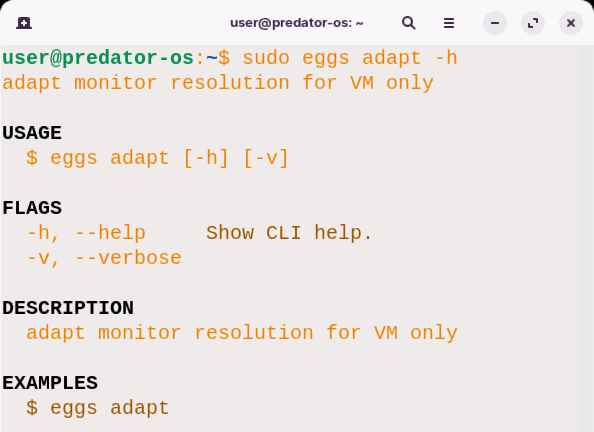 user@predator-os: ~
user@predator-os:~$ sudo eggs adapt -h
adapt monitor resolution for VM only
USAGE
$ eggs adapt [-h] [-v]
FLAGS
-h, --help     Show CLI help.
-v, --verbose
DESCRIPTION
adapt monitor resolution for VM only
EXAMPLES
$ eggs adapt